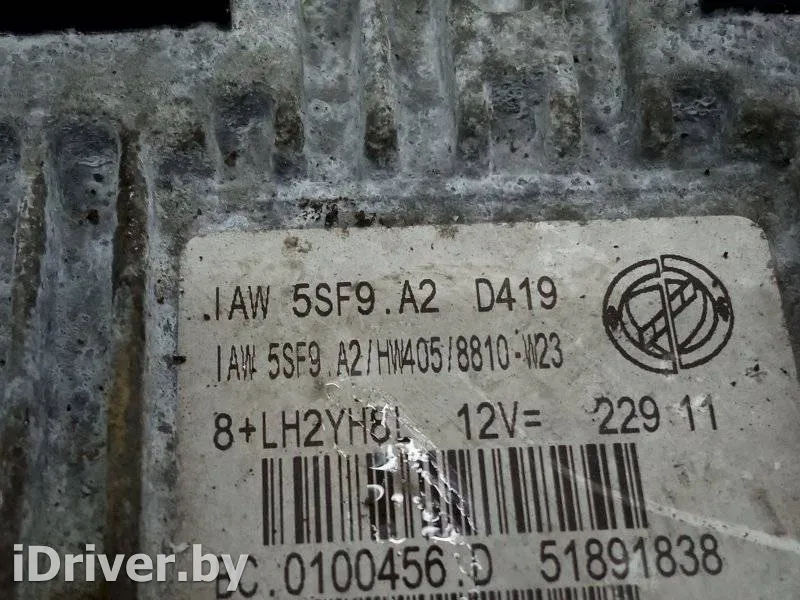 IAW 5SF9.A2 D419
IAW 5SF9.A2/HW405/8810-W23
8+LH2YH8L 12V= 229 11
BC.0100456.D 51891838
iDriver.by